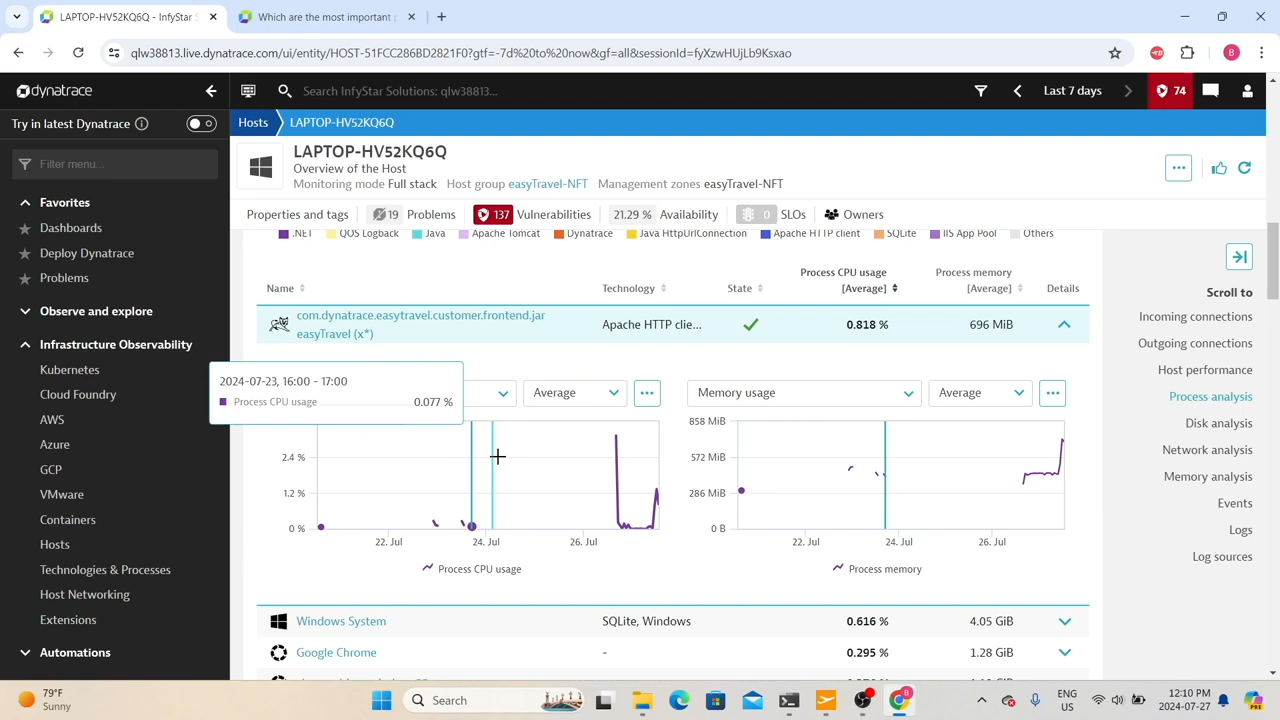 LAPTOP-HV52KQ6Q - InfyStar S
Which are the most important p
qlw38813.live.dynatrace.com/ui/entity/HOST-51FCC286BD2821F0?gtf=-7d%20to%20now&gf=all&sessionId=fyXzwHUjLb9Ksxao
B
dynatrace
Search InfyStar Solutions: qlw38813...
Last 7 days
74
Try in latest Dynatrace
Hosts
LAPTOP-HV52KQ6Q
Filter menu...
LAPTOP-HV52KQ6Q
Overview of the Host
Monitoring mode Full stack Host group easyTravel-NFT Management zones easyTravel-NFT
Favorites
Dashboards
Deploy Dynatrace
Problems
Observe and explore
Infrastructure Observability
Kubernetes
Cloud Foundry
AWS
Azure
GCP
VMware
Containers
Hosts
Technologies & Processes
Host Networking
Extensions
Automations
Properties and tags
19 Problems
137 Vulnerabilities
21.29 % Availability
0 SLOs
Owners
.NET QOS Logback Java Apache Tomcat Dynatrace Java HttpUrlConnection Apache HTTP client SQLite IIS App Pool Others
Name Technology State Process CPU usage [Average] Process memory [Average] Details
com.dynatrace.easytravel.customer.frontend.jar
easyTravel (x*)
Apache HTTP clie...
0.818 %
696 MiB
2024-07-23, 16:00 - 17:00
Process CPU usage 0.077 %
Average
...
Memory usage
Average
...
2.4 %
1.2 %
0 %
22. Jul 24. Jul 26. Jul
Process CPU usage
858 MiB
572 MiB
286 MiB
0 B
22. Jul 24. Jul 26. Jul
Process memory
Windows System SQLite, Windows 0.616 % 4.05 GiB
Google Chrome - 0.295 % 1.28 GiB
Scroll to
Incoming connections
Outgoing connections
Host performance
Process analysis
Disk analysis
Network analysis
Memory analysis
Events
Logs
Log sources
79°F
Sunny
Search
ENG
US
12:10 PM
2024-07-27